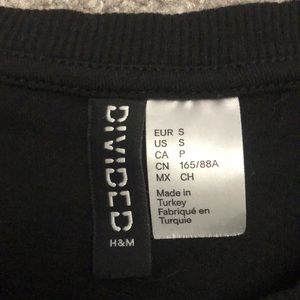 DIVIDED
H&M
EUR S
US S
CA P
CN 165/88A
MX CH
Made in
Turkey
Fabriqué en
Turquie